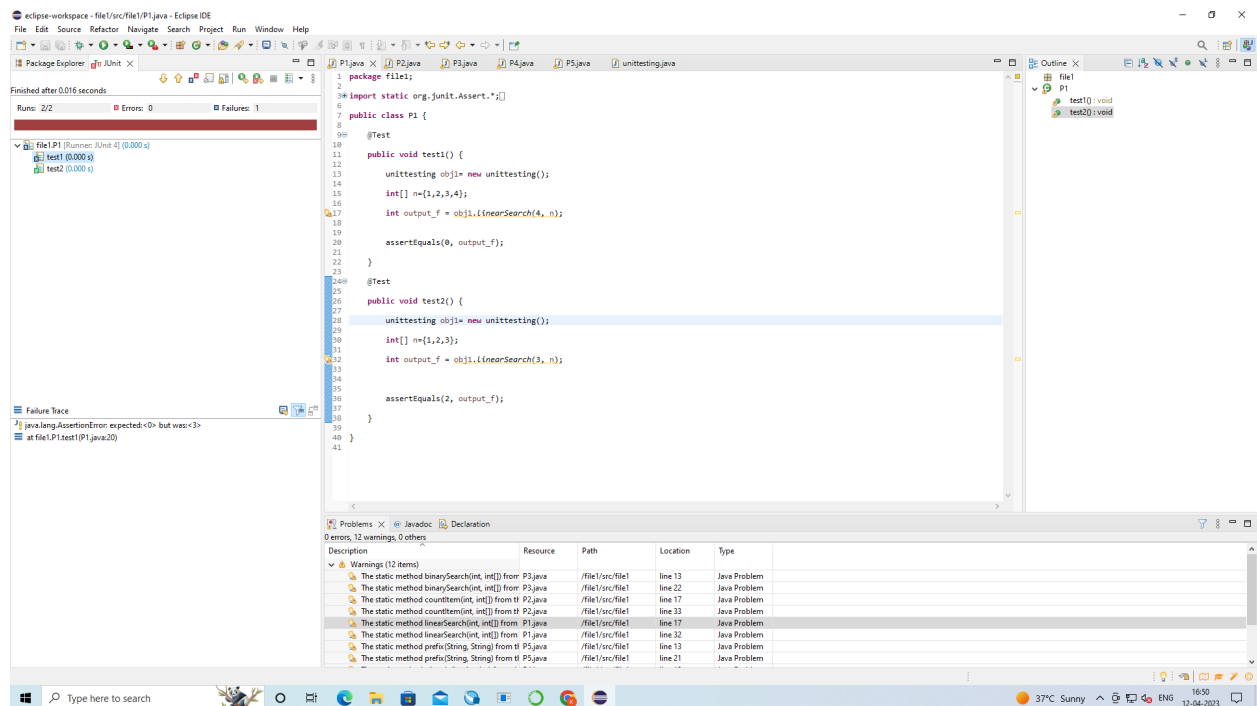 eclipse-workspace - file1/src/file1/P1.java - Eclipse IDE
File Edit Source Refactor Navigate Search Project Run Window Help
Package Explorer JUnit
Finished after 0.016 seconds
Runs: 2/2 Errors: 0 Failures: 1
file1.P1 [Runner: JUnit 4] (0.000 s)
test1 (0.000 s)
test2 (0.000 s)
Failure Trace
java.lang.AssertionError: expected:<0> but was:<3>
at file1.P1.test1(P1.java:20)
P1.java P2.java P3.java P4.java P5.java unittesting.java
1 package file1;
2
3 import static org.junit.Assert.*;
6
7 public class P1 {
8
9 @Test
10
11 public void test1() {
12
13 unittesting obj1= new unittesting();
14
15 int[] n={1,2,3,4};
16
17 int output_f = obj1.linearSearch(4, n);
18
19
20 assertEquals(0, output_f);
21
22 }
23
24 @Test
25
26 public void test2() {
27
28 unittesting obj1= new unittesting();
29
30 int[] n={1,2,3};
31
32 int output_f = obj1.linearSearch(3, n);
33
34
35
36 assertEquals(2, output_f);
37
38 }
39
40 }
41
Outline
file1
P1
test1() : void
test2() : void
Problems Javadoc Declaration
0 errors, 12 warnings, 0 others
Description Resource Path Location Type
Warnings (12 items)
The static method binarySearch(int, int[]) from P3.java /file1/src/file1 line 13 Java Problem
The static method binarySearch(int, int[]) from P3.java /file1/src/file1 line 22 Java Problem
The static method countItem(int, int[]) from th P2.java /file1/src/file1 line 17 Java Problem
The static method countItem(int, int[]) from th P2.java /file1/src/file1 line 33 Java Problem
The static method linearSearch(int, int[]) from P1.java /file1/src/file1 line 17 Java Problem
The static method linearSearch(int, int[]) from P1.java /file1/src/file1 line 32 Java Problem
The static method prefix(String, String) from tl P5.java /file1/src/file1 line 13 Java Problem
The static method prefix(String, String) from tl P5.java /file1/src/file1 line 21 Java Problem
Type here to search
37°C Sunny ENG
16:50
12-04-2023